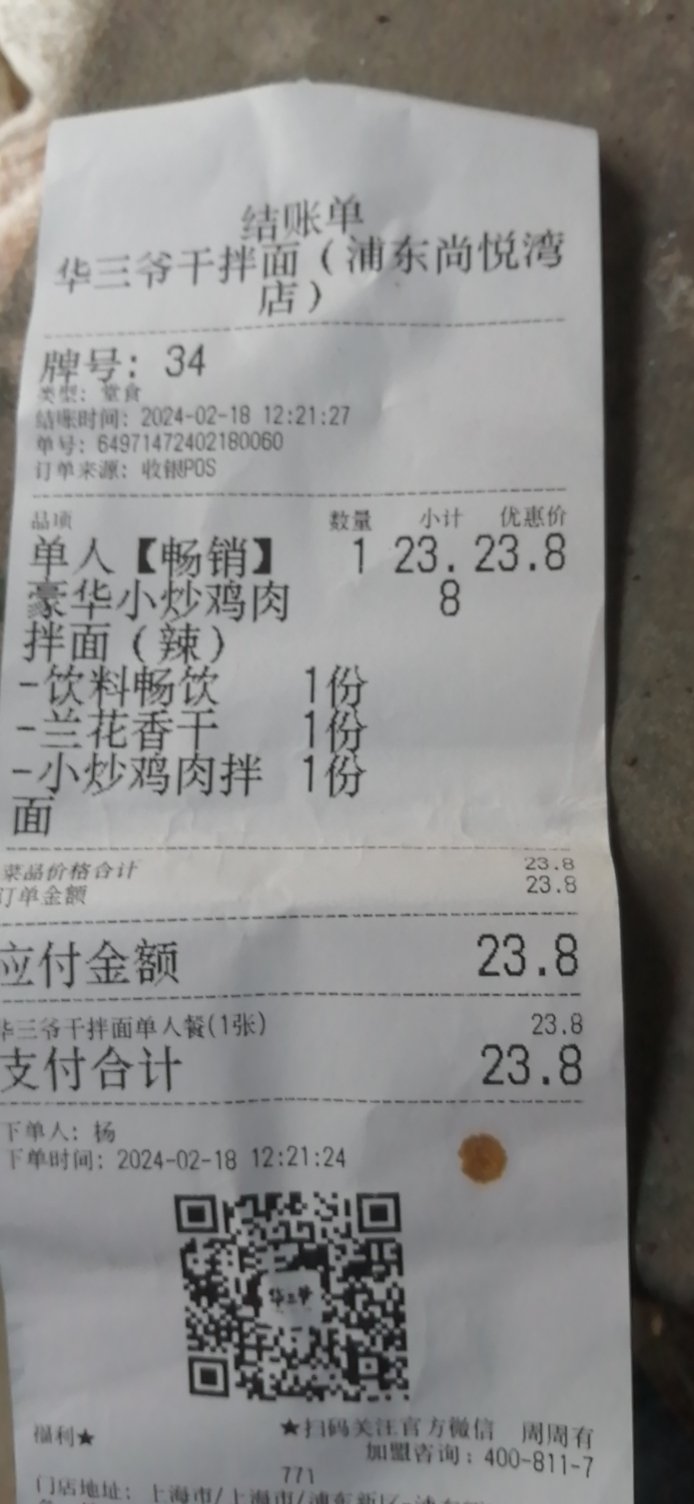 结账单
华三爷干拌面（浦东尚悦湾
店）
牌号: 34
类型: 堂食
结账时间: 2024-02-18 12:21:27
单号: 64971472402180060
订单来源: 收银POS
品项 数量 小计 优惠价
单人【畅销】 1 23. 23.8
豪华小炒鸡肉 8
拌面（辣）
-饮料畅饮 1份
-兰花香干 1份
-小炒鸡肉拌 1份
面
菜品价格合计 23.8
订单金额 23.8
应付金额 23.8
华三爷干拌面单人餐(1张) 23.8
支付合计 23.8
下单人: 杨
下单时间: 2024-02-18 12:21:24
华三爷
★扫码关注官方微信 周周有
福利★
加盟咨询: 400-811-7
771
门店地址: 上海市/上海市/浦东新区